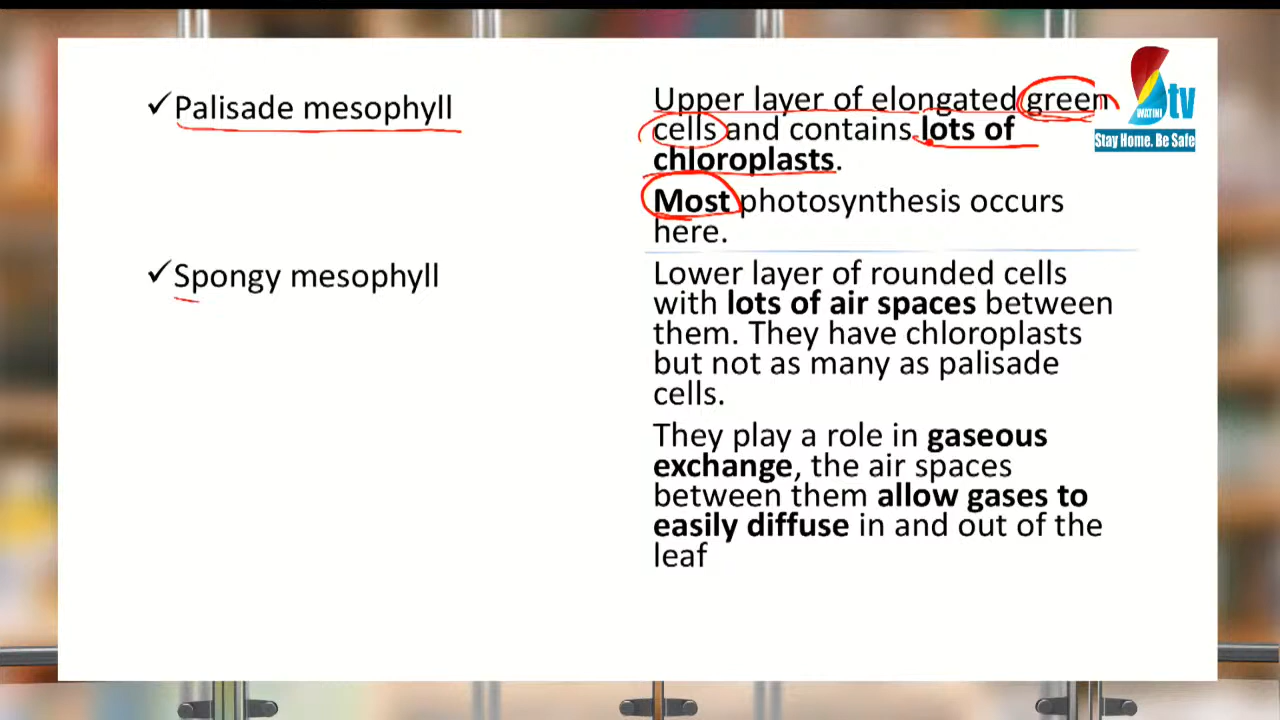 ✓Palisade mesophyll
Upper layer of elongated green
cells and contains lots of
chloroplasts.
Most photosynthesis occurs
here.
✓Spongy mesophyll
Lower layer of rounded cells
with lots of air spaces between
them. They have chloroplasts
but not as many as palisade
cells.
They play a role in gaseous
exchange, the air spaces
between them allow gases to
easily diffuse in and out of the
leaf
tv
WATINI
Stay Home. Be Safe